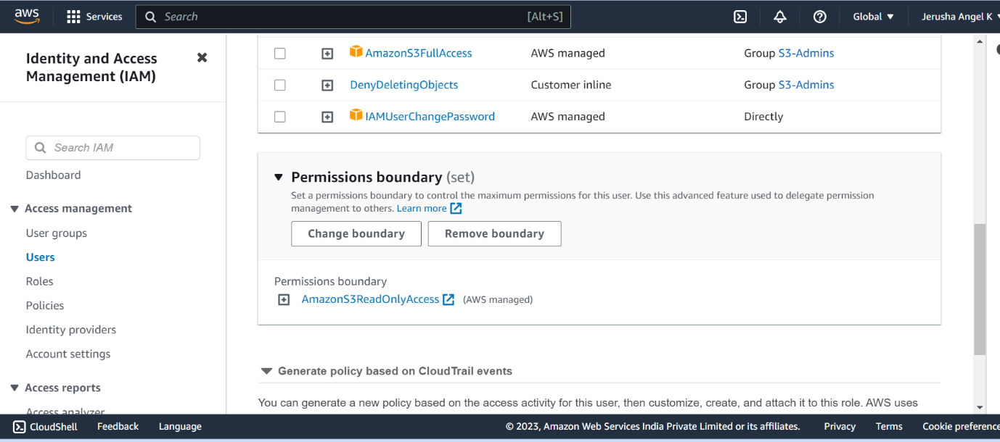 aws
Services
Search [Alt+S]
Global
Jerusha Angel K
Identity and Access
Management (IAM)
Search IAM
Dashboard
Access management
User groups
Users
Roles
Policies
Identity providers
Account settings
Access reports
Access analyzer
AmazonS3FullAccess AWS managed Group S3-Admins
DenyDeletingObjects Customer inline Group S3-Admins
IAMUserChangePassword AWS managed Directly
Permissions boundary (set)
Set a permissions boundary to control the maximum permissions for this user. Use this advanced feature used to delegate permission
management to others. Learn more
Change boundary Remove boundary
Permissions boundary
AmazonS3ReadOnlyAccess (AWS managed)
Generate policy based on CloudTrail events
You can generate a new policy based on the access activity for this user, then customize, create, and attach it to this role. AWS uses
CloudShell Feedback Language © 2023, Amazon Web Services India Private Limited or its affiliates. Privacy Terms Cookie preference